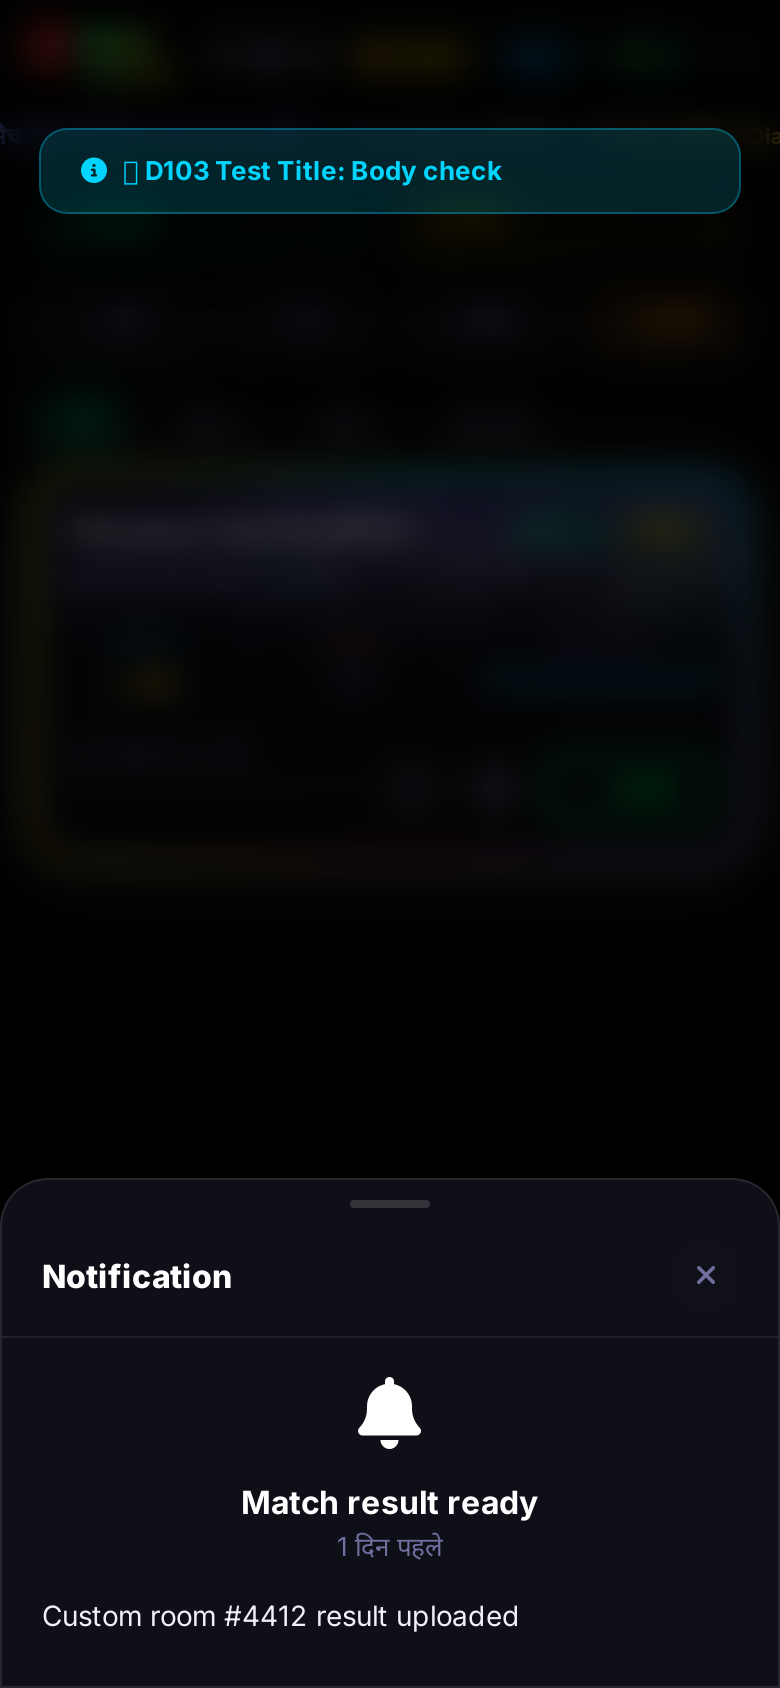 D103 Test Title: Body check
Notification
Match result ready
1 दिन पहले
Custom room #4412 result uploaded